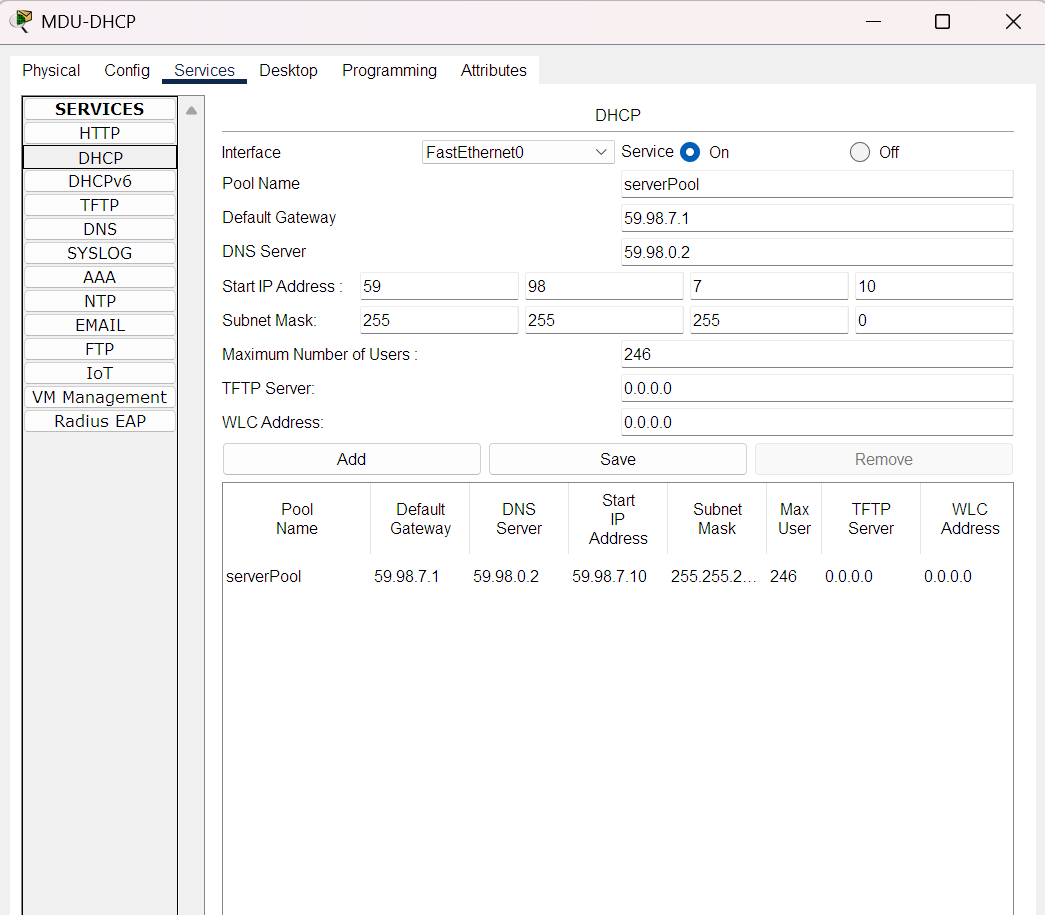 MDU-DHCP
Physical Config Services Desktop Programming Attributes
SERVICES
HTTP
DHCP
DHCPv6
TFTP
DNS
SYSLOG
AAA
NTP
EMAIL
FTP
IoT
VM Management
Radius EAP
DHCP
Interface FastEthernet0 Service On Off
Pool Name serverPool
Default Gateway 59.98.7.1
DNS Server 59.98.0.2
Start IP Address : 59 98 7 10
Subnet Mask: 255 255 255 0
Maximum Number of Users : 246
TFTP Server: 0.0.0.0
WLC Address: 0.0.0.0
Add Save Remove
Pool Name Default Gateway DNS Server Start IP Address Subnet Mask Max User TFTP Server WLC Address
serverPool 59.98.7.1 59.98.0.2 59.98.7.10 255.255.2... 246 0.0.0.0 0.0.0.0